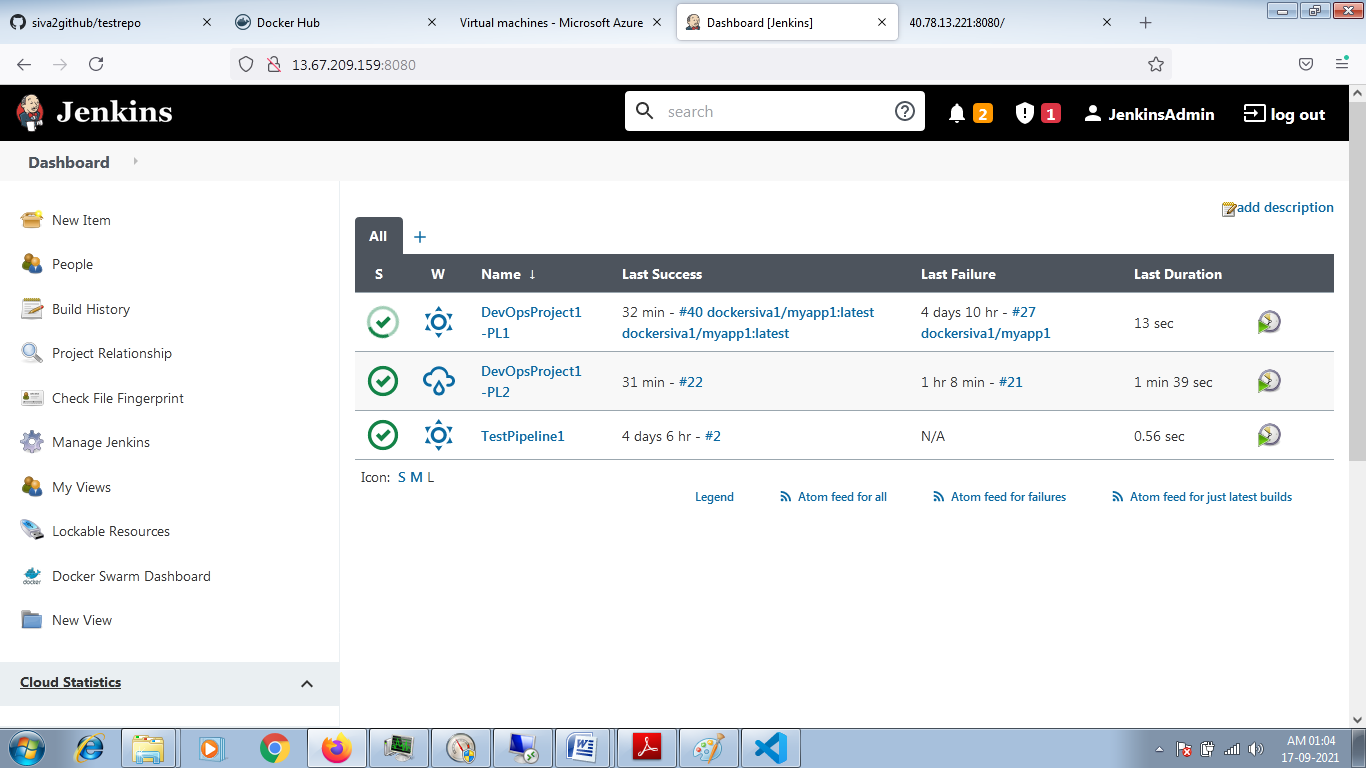 siva2github/testrepo
Docker Hub
Virtual machines - Microsoft Azure
Dashboard [Jenkins]
40.78.13.221:8080/
13.67.209.159:8080
Jenkins
search
2
1
JenkinsAdmin
log out
Dashboard
New Item
People
Build History
Project Relationship
Check File Fingerprint
Manage Jenkins
My Views
Lockable Resources
Docker Swarm Dashboard
New View
Cloud Statistics
add description
All +
S W Name ↓ Last Success Last Failure Last Duration
DevOpsProject1 32 min - #40 dockersiva1/myapp1:latest 4 days 10 hr - #27 13 sec
-PL1 dockersiva1/myapp1:latest dockersiva1/myapp1
DevOpsProject1 31 min - #22 1 hr 8 min - #21 1 min 39 sec
-PL2
TestPipeline1 4 days 6 hr - #2 N/A 0.56 sec
Icon: S M L
Legend Atom feed for all Atom feed for failures Atom feed for just latest builds
AM 01:04
17-09-2021